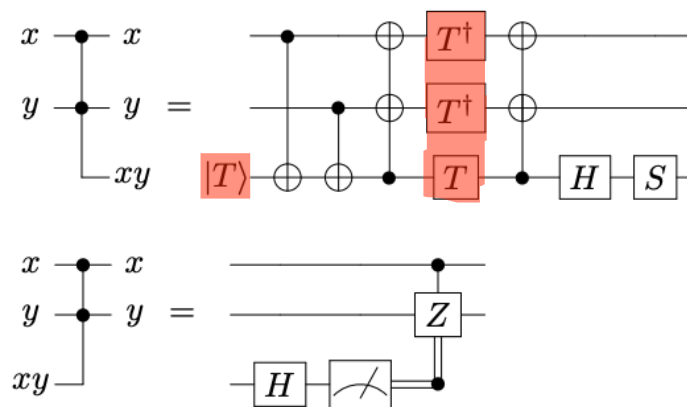 x x T†
y y = T†
xy |T⟩ T H S
x x
y y = Z
xy H